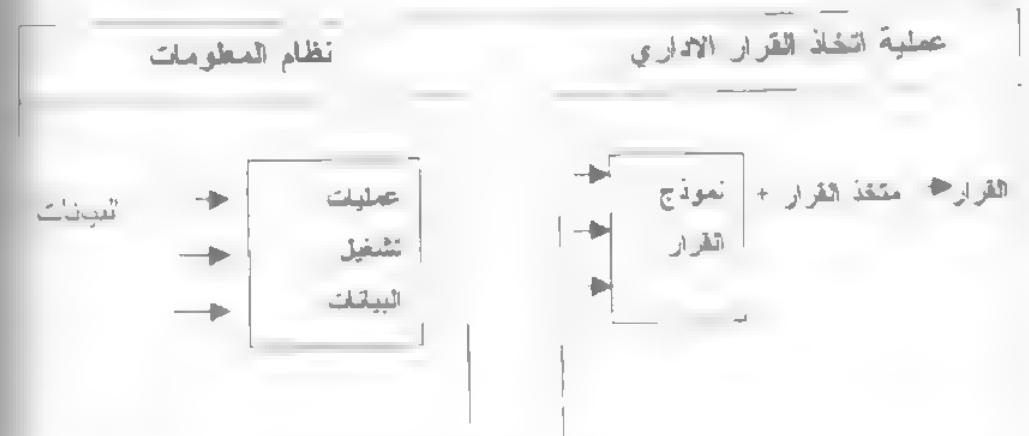 عملية اتخاذ القرار الاداري
نظام المعلومات
القرار
متخذ القرار +
نموذج
القرار
عمليات
تشغيل
البيانات
البيانات